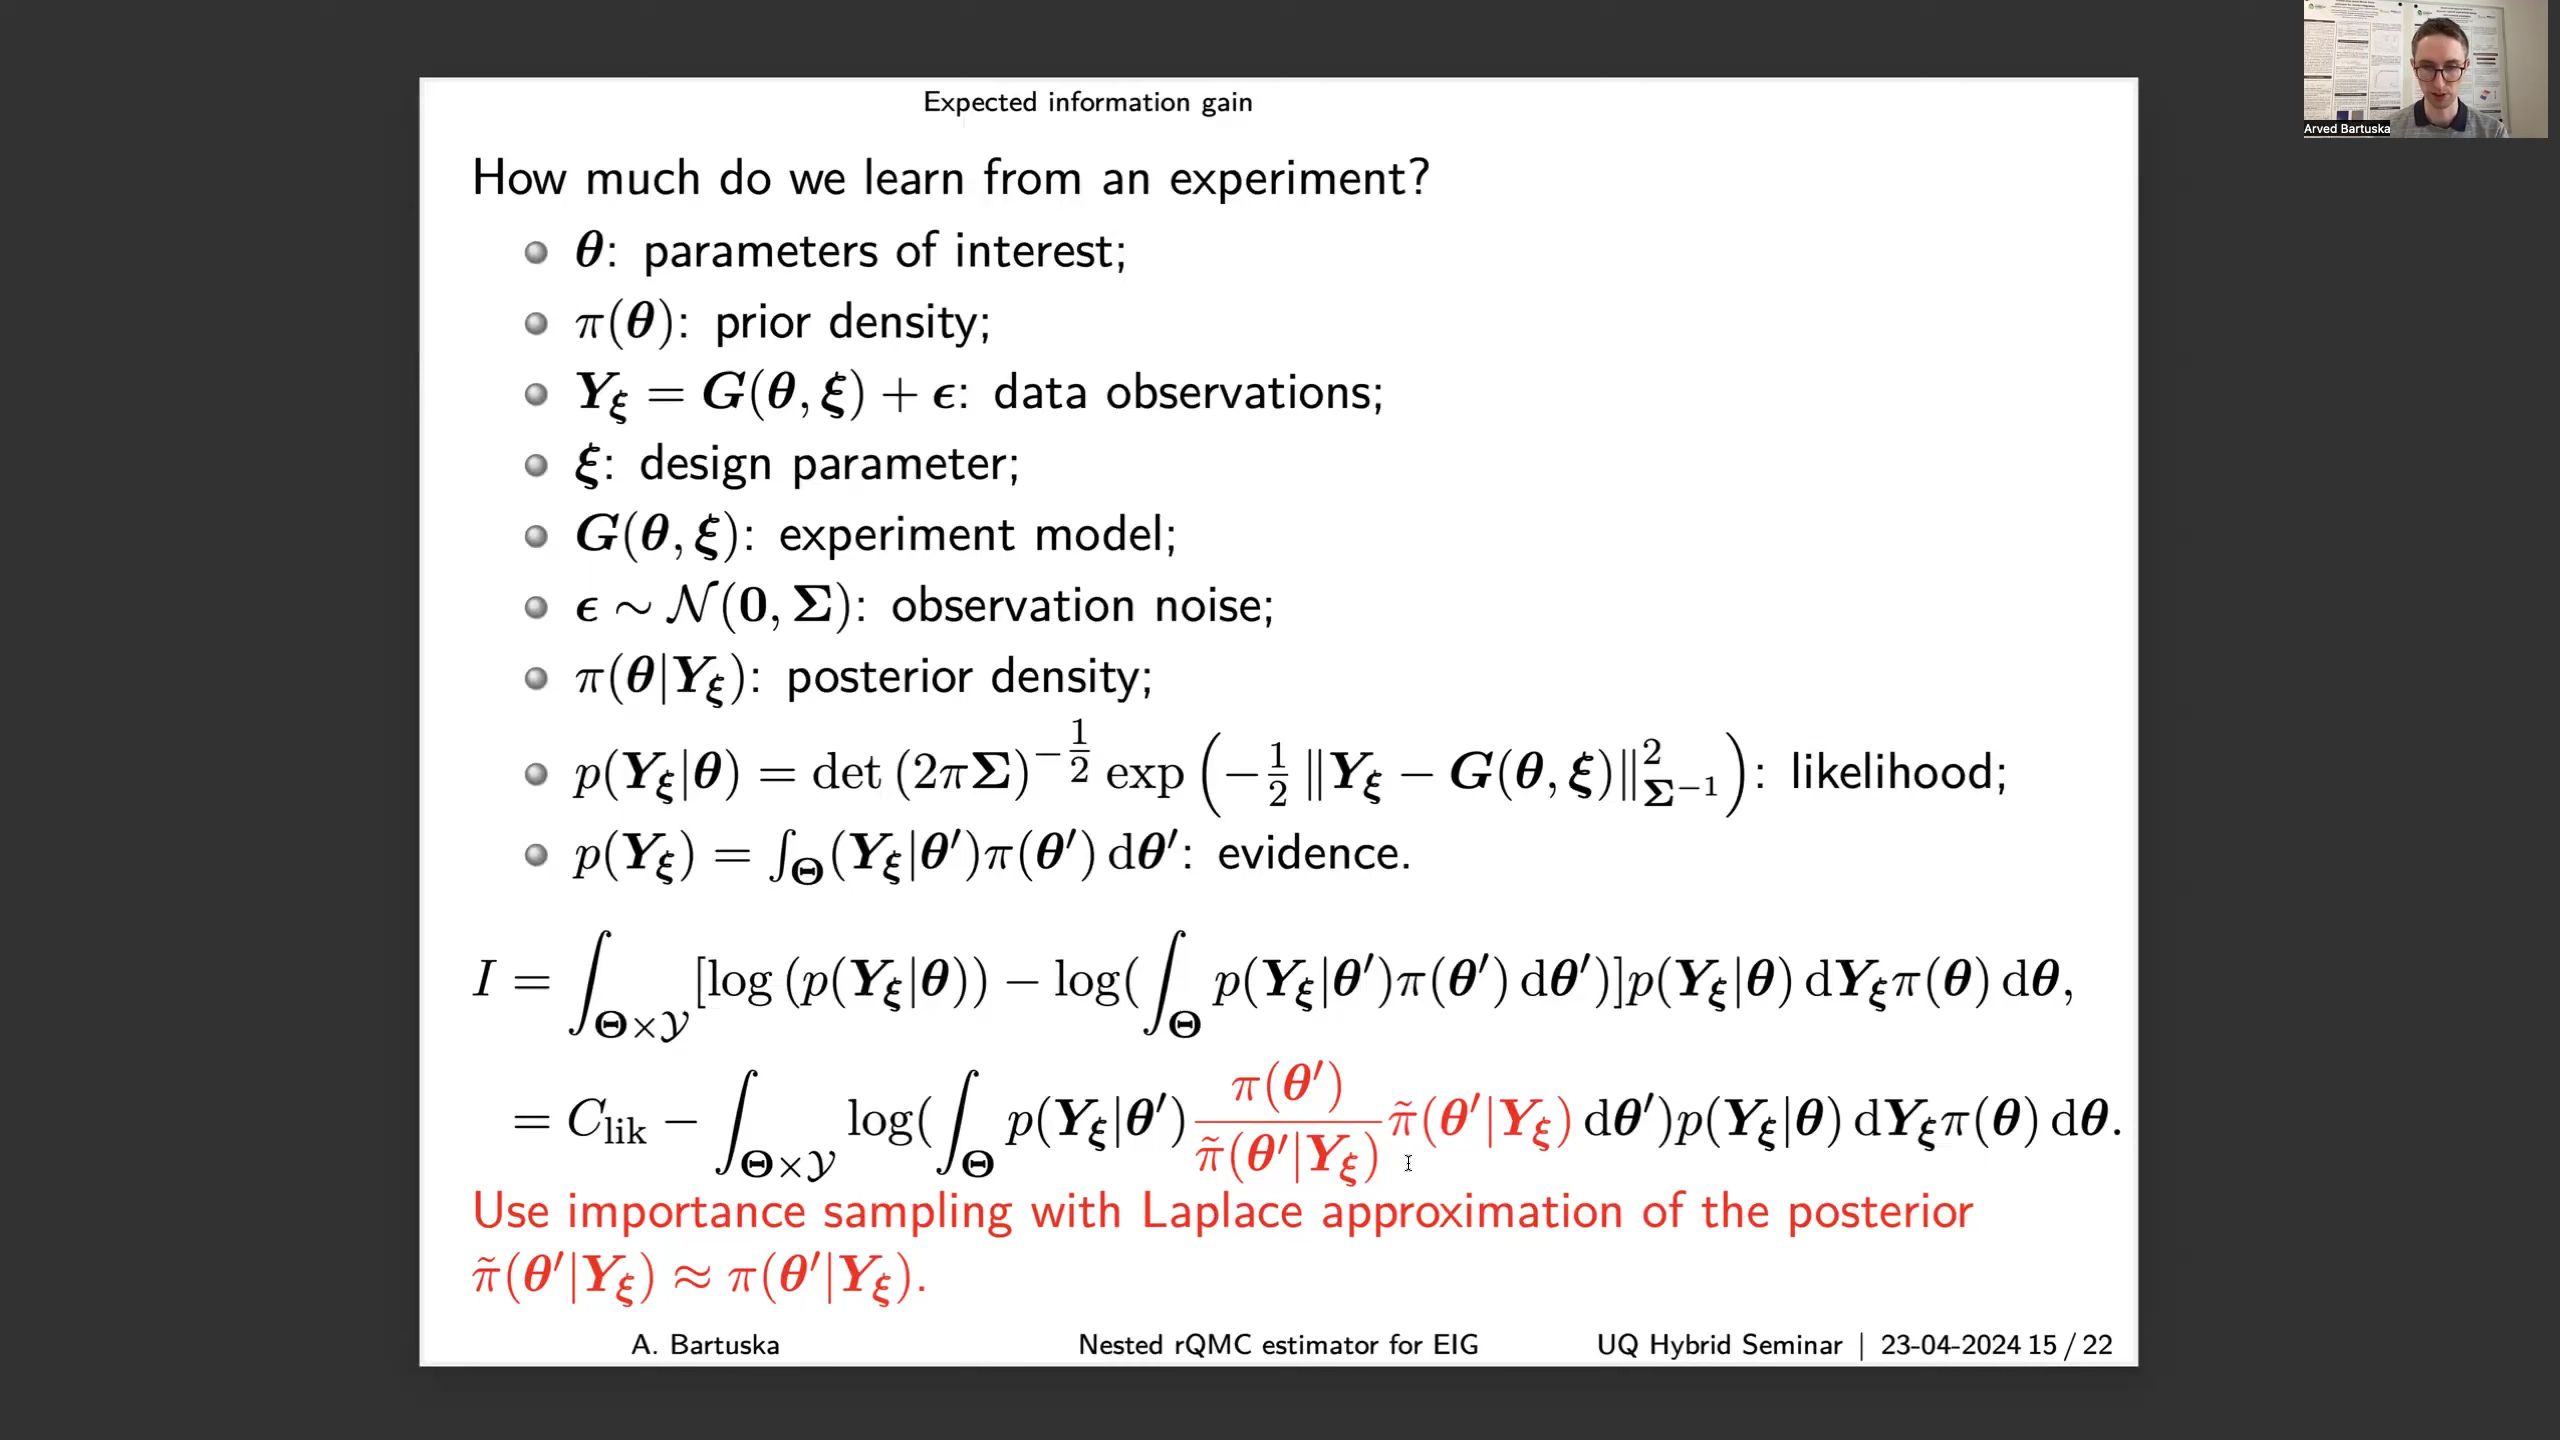 Expected information gain
How much do we learn from an experiment?
θ: parameters of interest;
π(θ): prior density;
Y_ξ = G(θ, ξ) + ϵ: data observations;
ξ: design parameter;
G(θ, ξ): experiment model;
ϵ ∼ 𝒩(0, Σ): observation noise;
π(θ|Y_ξ): posterior density;
p(Y_ξ|θ) = det (2πΣ)^{−1/2} exp (−1/2 ‖Y_ξ − G(θ, ξ)‖²_{Σ⁻¹}): likelihood;
p(Y_ξ) = ∫_Θ (Y_ξ|θ′)π(θ′) dθ′: evidence.
I = ∫_{Θ×𝒴} [log (p(Y_ξ|θ)) − log(∫_Θ p(Y_ξ|θ′)π(θ′) dθ′)]p(Y_ξ|θ) dY_ξ π(θ) dθ,
= C_lik − ∫_{Θ×𝒴} log(∫_Θ p(Y_ξ|θ′) π(θ′)/π̃(θ′|Y_ξ) π̃(θ′|Y_ξ) dθ′)p(Y_ξ|θ) dY_ξ π(θ) dθ.
Use importance sampling with Laplace approximation of the posterior
π̃(θ′|Y_ξ) ≈ π(θ′|Y_ξ).
A. Bartuska Nested rQMC estimator for EIG UQ Hybrid Seminar | 23-04-2024 15 / 22
Arved Bartuska